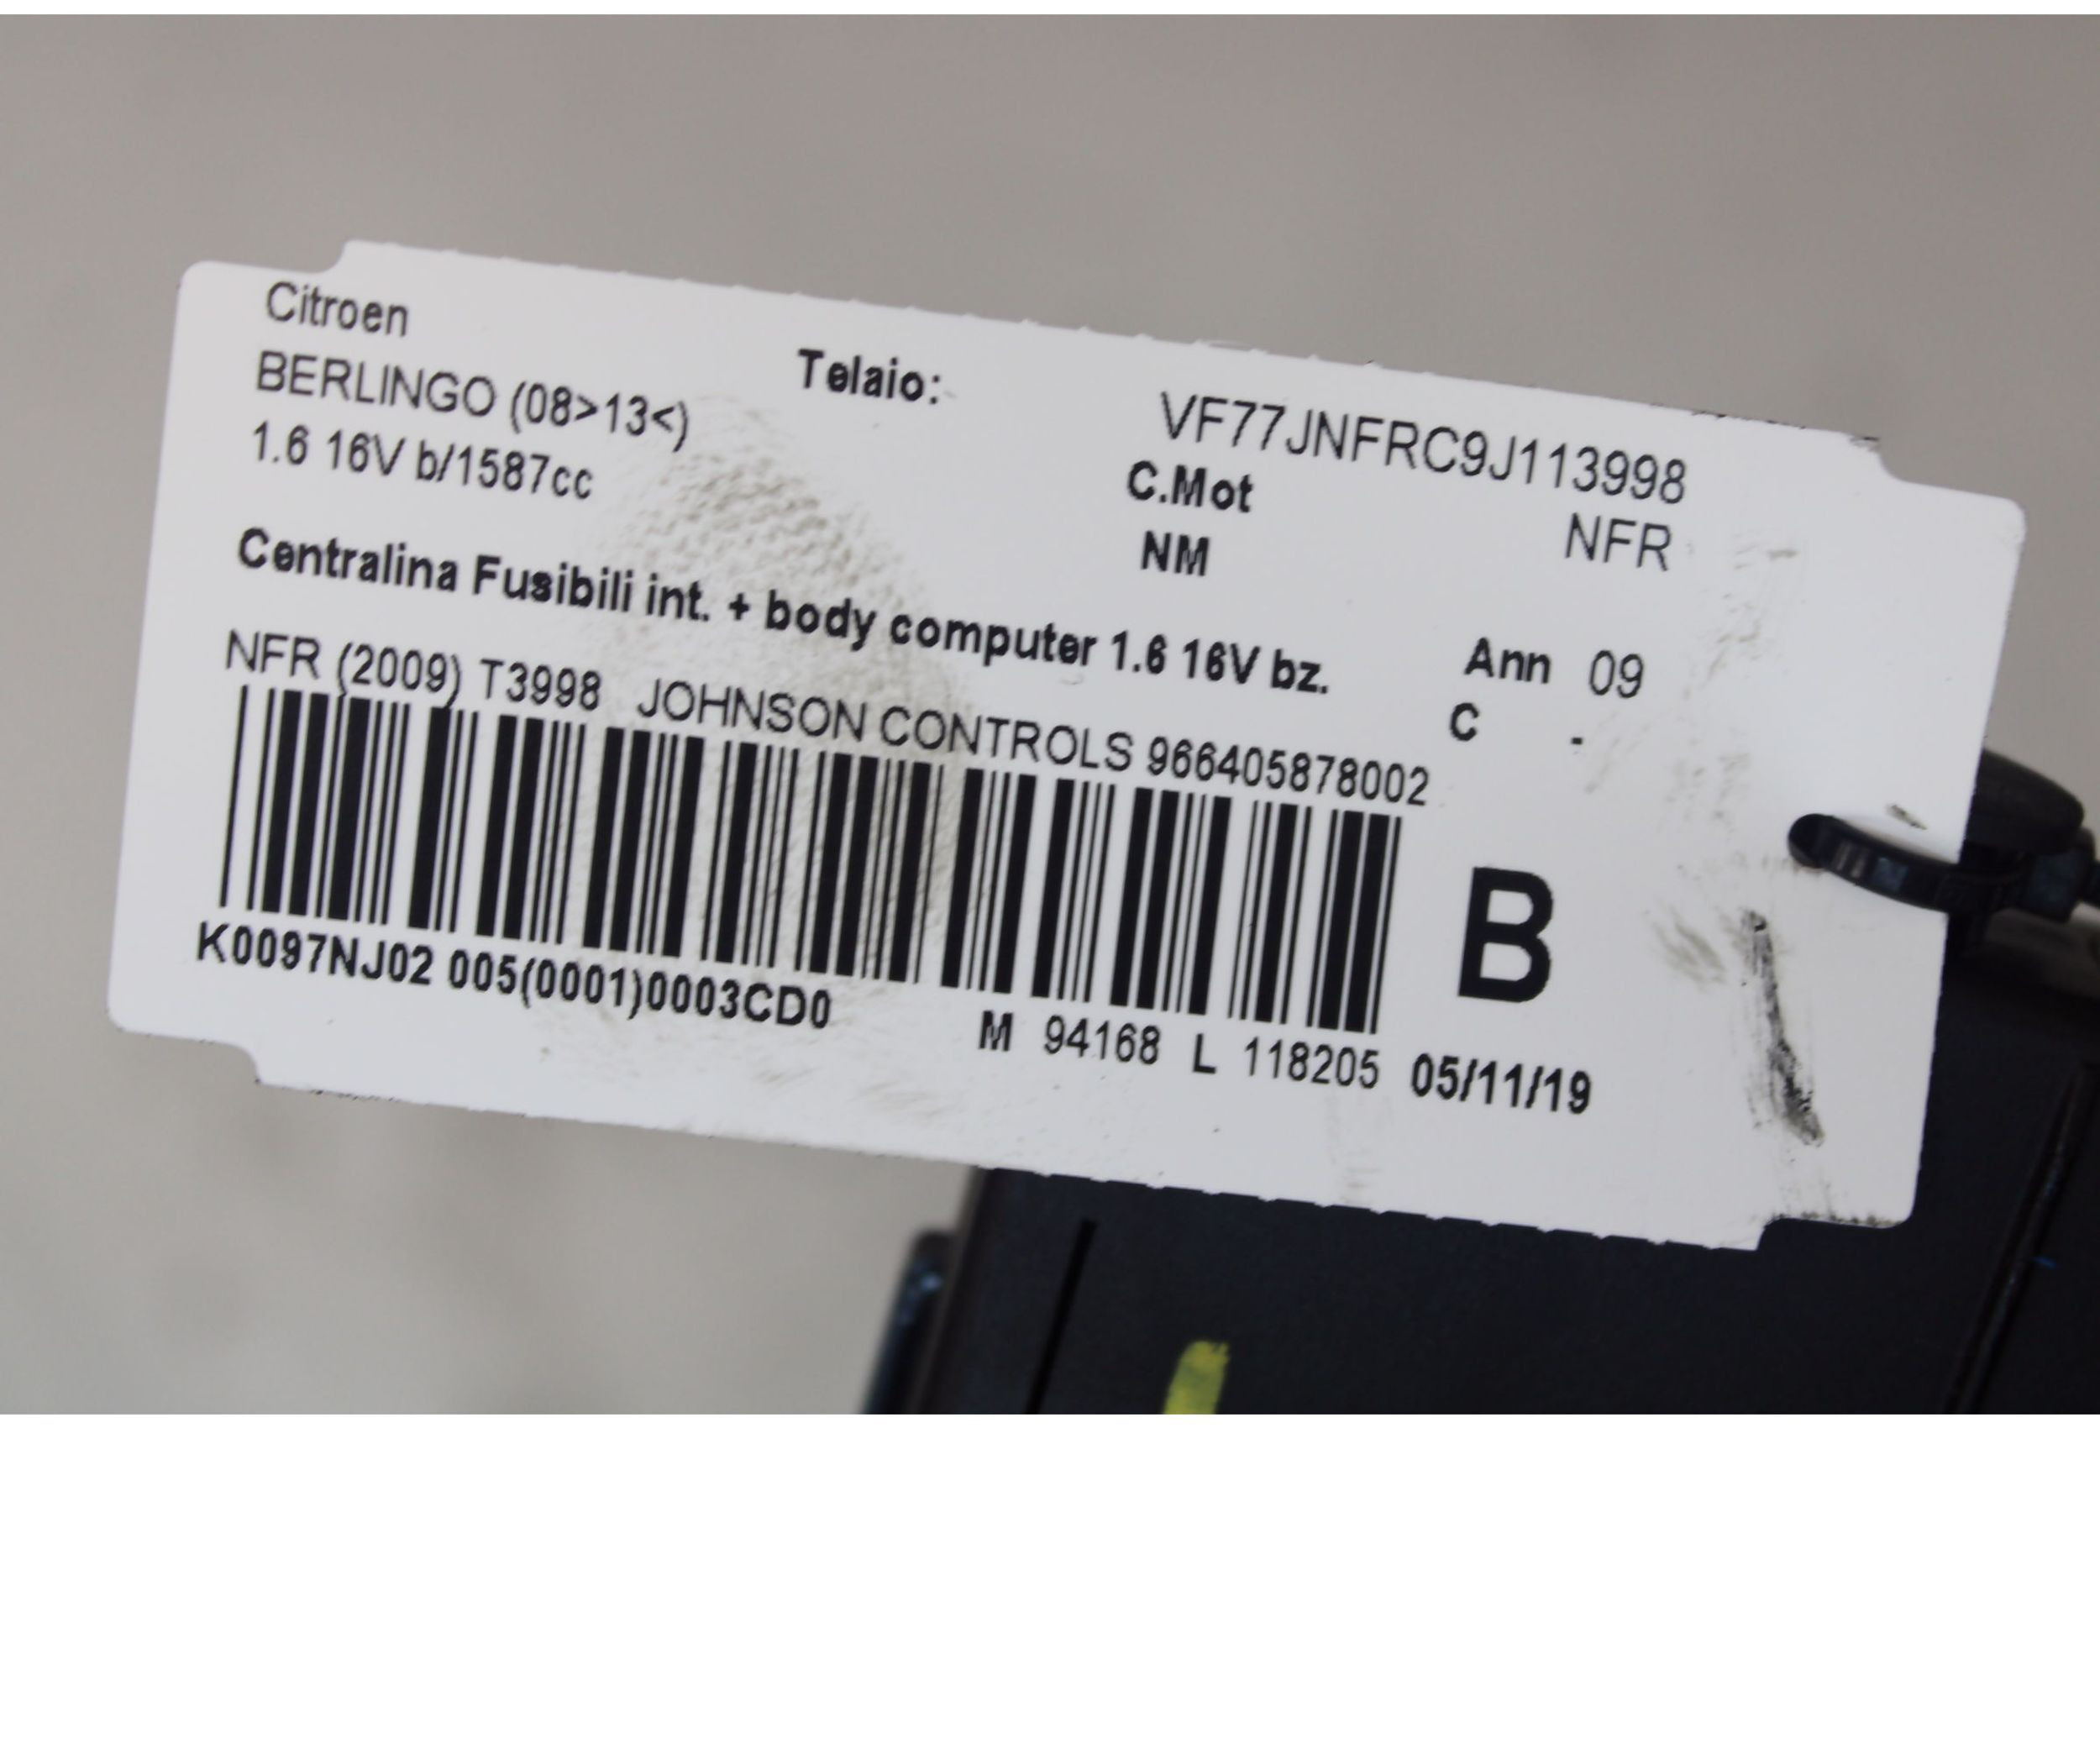 Citroen
BERLINGO (08>13<)
Telaio:
VF77JNFRC9J113998
1.6 16V b/1587cc
C.Mot NFR
NM
Centralina Fusibili int. + body computer 1.6 16V bz.
Ann 09
NFR (2009) T3998 JOHNSON CONTROLS 966405878002
C -
B
K0097NJ02 005(0001)0003CD0
M 94168 L 118205 05/11/19